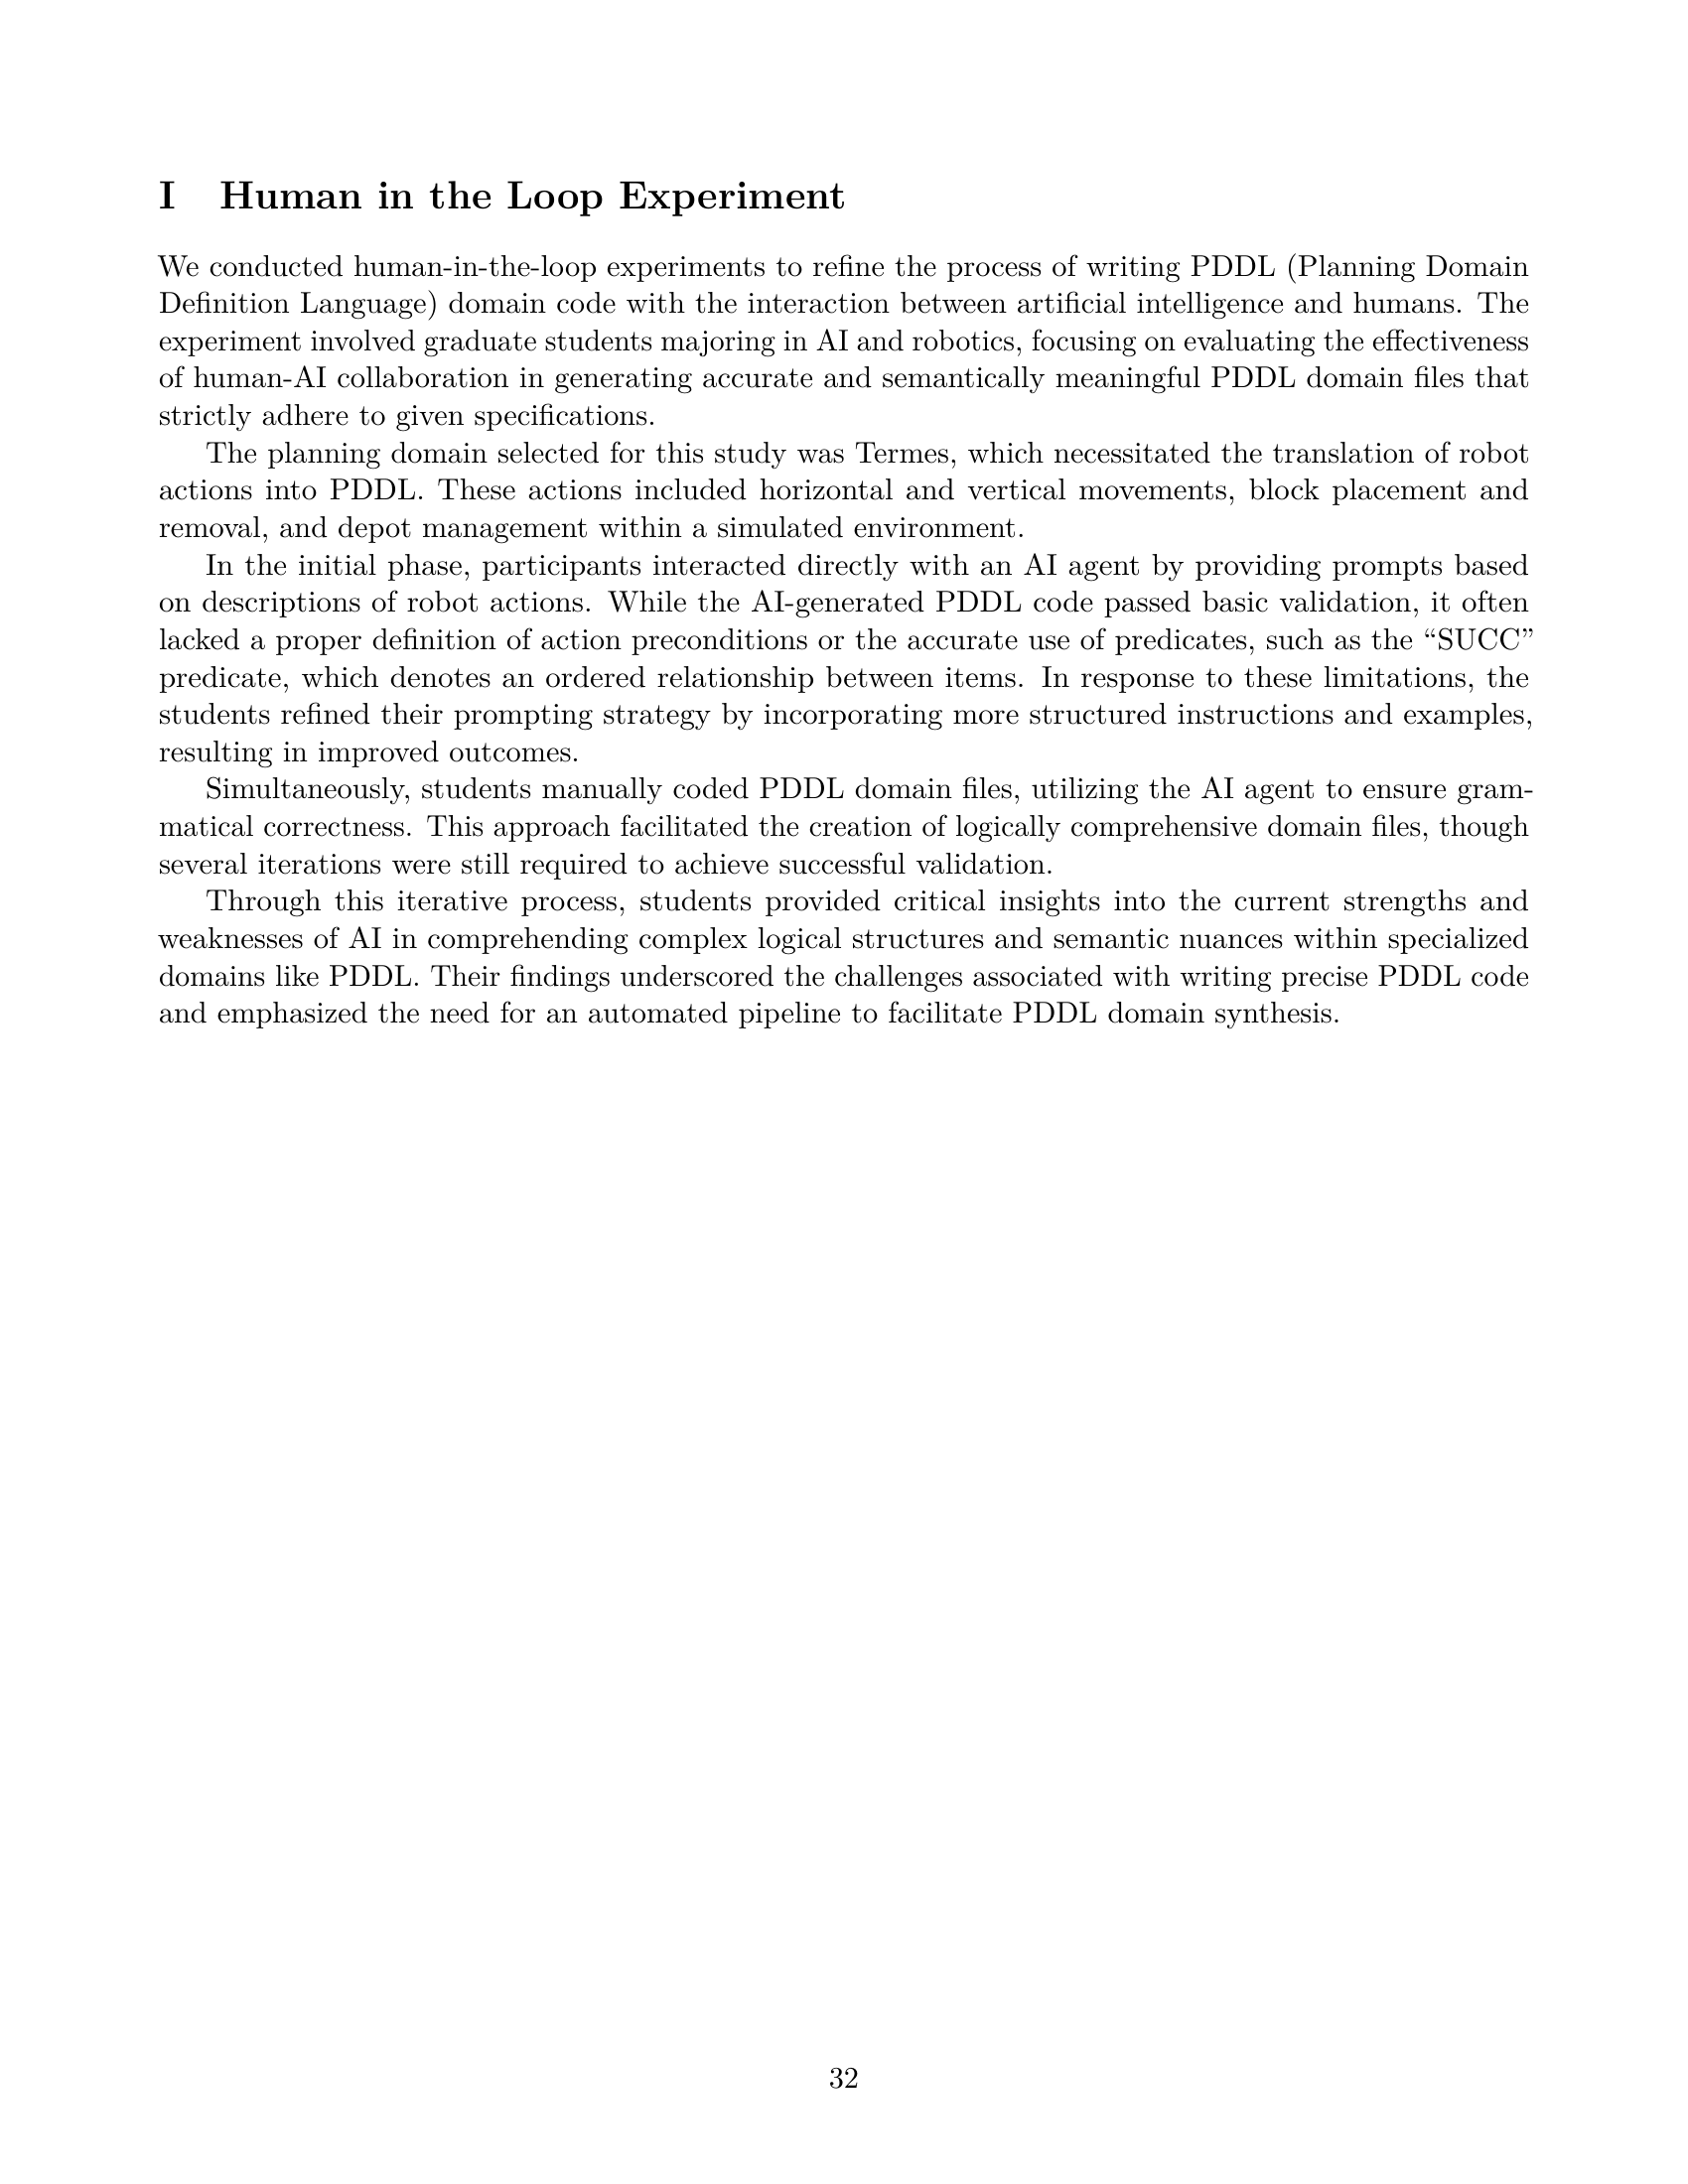 I Human in the Loop Experiment
We conducted human-in-the-loop experiments to refine the process of writing PDDL (Planning Domain
Definition Language) domain code with the interaction between artificial intelligence and humans. The
experiment involved graduate students majoring in AI and robotics, focusing on evaluating the effectiveness
of human-AI collaboration in generating accurate and semantically meaningful PDDL domain files that
strictly adhere to given specifications.
The planning domain selected for this study was Termes, which necessitated the translation of robot
actions into PDDL. These actions included horizontal and vertical movements, block placement and
removal, and depot management within a simulated environment.
In the initial phase, participants interacted directly with an AI agent by providing prompts based
on descriptions of robot actions. While the AI-generated PDDL code passed basic validation, it often
lacked a proper definition of action preconditions or the accurate use of predicates, such as the “SUCC”
predicate, which denotes an ordered relationship between items. In response to these limitations, the
students refined their prompting strategy by incorporating more structured instructions and examples,
resulting in improved outcomes.
Simultaneously, students manually coded PDDL domain files, utilizing the AI agent to ensure gram-
matical correctness. This approach facilitated the creation of logically comprehensive domain files, though
several iterations were still required to achieve successful validation.
Through this iterative process, students provided critical insights into the current strengths and
weaknesses of AI in comprehending complex logical structures and semantic nuances within specialized
domains like PDDL. Their findings underscored the challenges associated with writing precise PDDL code
and emphasized the need for an automated pipeline to facilitate PDDL domain synthesis.
32